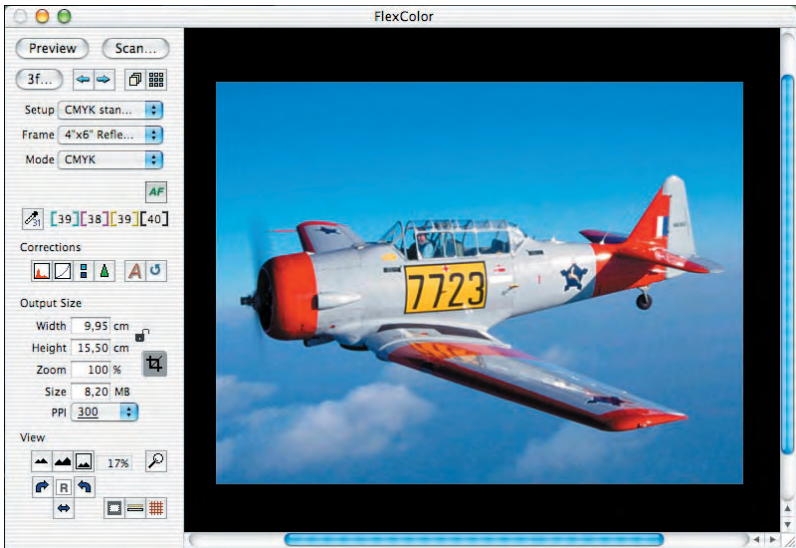 FlexColor
Preview Scan...
3f...
Setup CMYK stan...
Frame 4"x6" Refle...
Mode CMYK
AF
31 [39][38][39][40]
Corrections
A
Output Size
Width 9,95 cm
Height 15,50 cm
Zoom 100 %
Size 8,20 MB
PPI 300
View
17%
R
7723